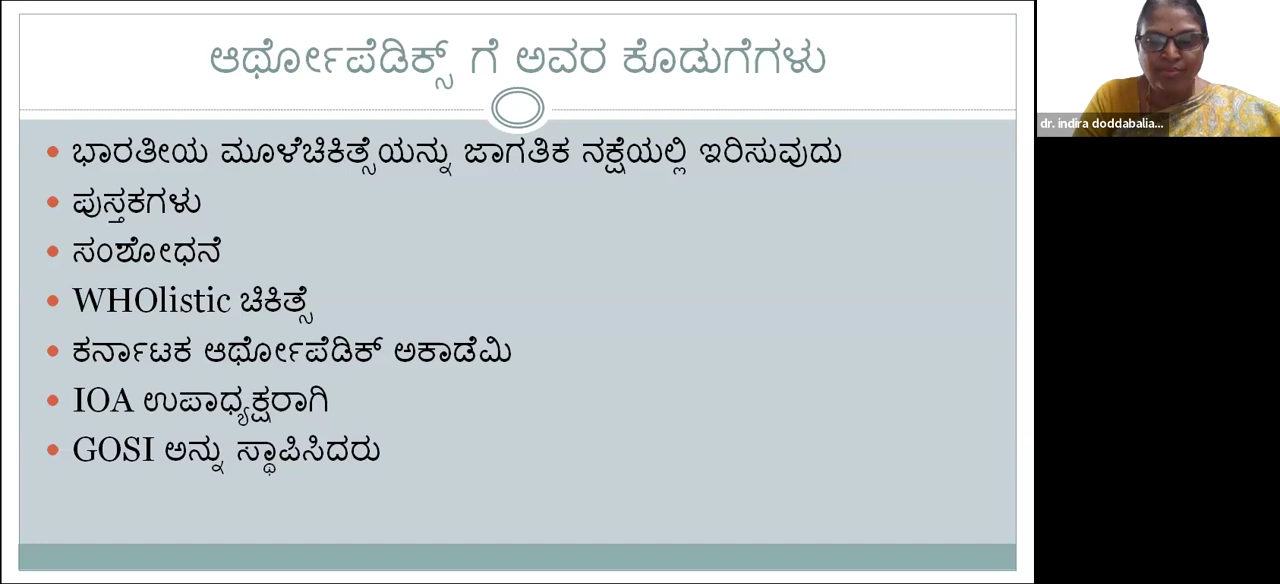 ಆರ್ಥೋಪೆಡಿಕ್ಸ್ ಗೆ ಅವರ ಕೊಡುಗೆಗಳು
ಭಾರತೀಯ ಮೂಳೆಚಿಕಿತ್ಸೆಯನ್ನು ಜಾಗತಿಕ ನಕ್ಷೆಯಲ್ಲಿ ಇರಿಸುವುದು
ಪುಸ್ತಕಗಳು
ಸಂಶೋಧನೆ
WHOlistic ಚಿಕಿತ್ಸೆ
ಕರ್ನಾಟಕ ಆರ್ಥೋಪೆಡಿಕ್ ಅಕಾಡೆಮಿ
IOA ಉಪಾಧ್ಯಕ್ಷರಾಗಿ
GOSI ಅನ್ನು ಸ್ಥಾಪಿಸಿದರು
dr. indira doddabalia...